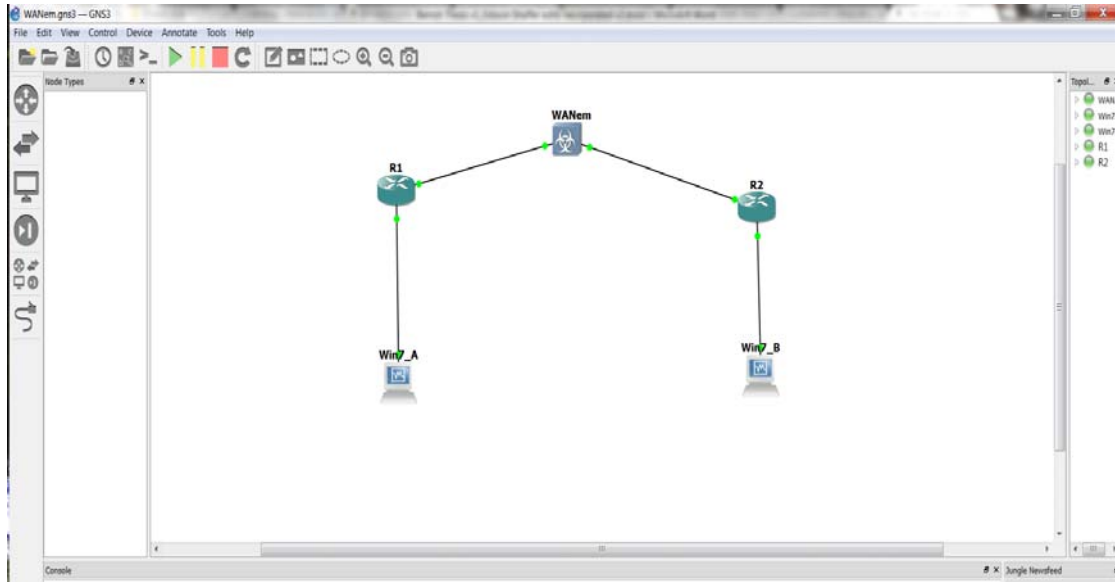 WANem.gns3 — GNS3
File Edit View Control Device Annotate Tools Help
Node Types
Topol...
WANem
R1
R2
Win7_A
Win7_B
WAN
Win7
Win7
R1
R2
Console
Jungle Newsfeed